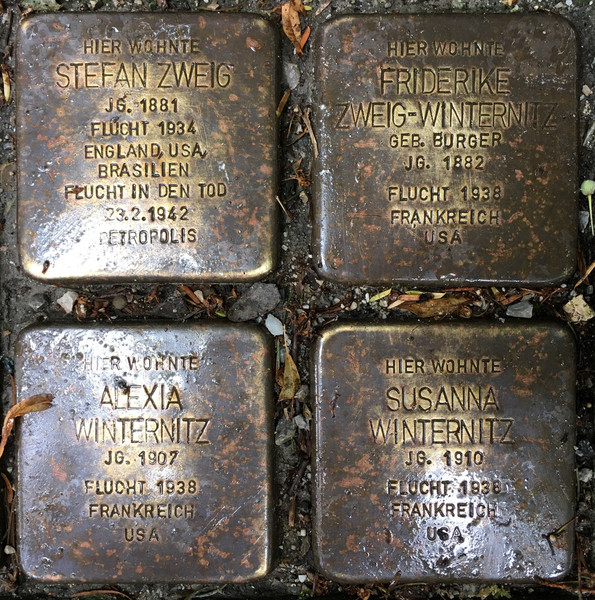 HIER WOHNTE
STEFAN ZWEIG
JG. 1881
FLUCHT 1934
ENGLAND, USA,
BRASILIEN
FLUCHT IN DEN TOD
23.2.1942
PETROPOLIS
HIER WOHNTE
FRIDERIKE
ZWEIG-WINTERNITZ
GEB. BURGER
JG. 1882
FLUCHT 1938
FRANKREICH
USA
HIER WOHNTE
ALEXIA
WINTERNITZ
JG. 1907
FLUCHT 1938
FRANKREICH
USA
HIER WOHNTE
SUSANNA
WINTERNITZ
JG. 1910
FLUCHT 1938
FRANKREICH
USA